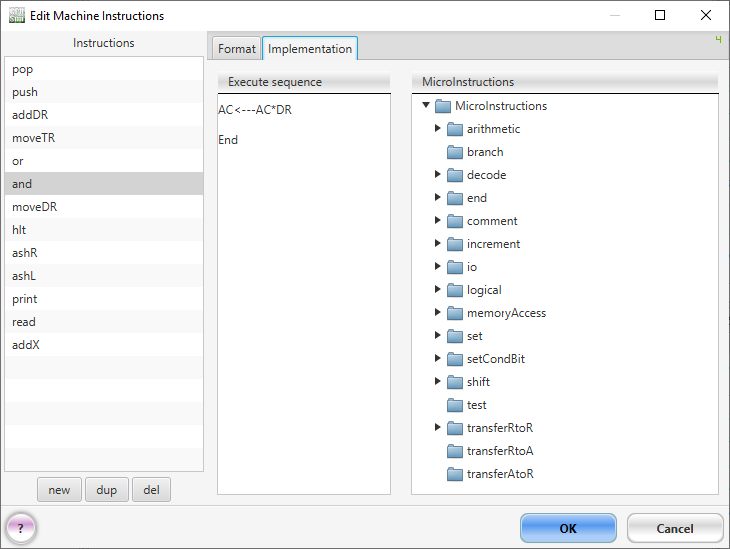 Edit Machine Instructions
Instructions
pop
push
addDR
moveTR
or
and
moveDR
hlt
ashR
ashL
print
read
addX
new dup del
Format Implementation
4
Execute sequence
AC<---AC*DR
End
MicroInstructions
MicroInstructions
arithmetic
branch
decode
end
comment
increment
io
logical
memoryAccess
set
setCondBit
shift
test
transferRtoR
transferRtoA
transferAtoR
?
OK Cancel